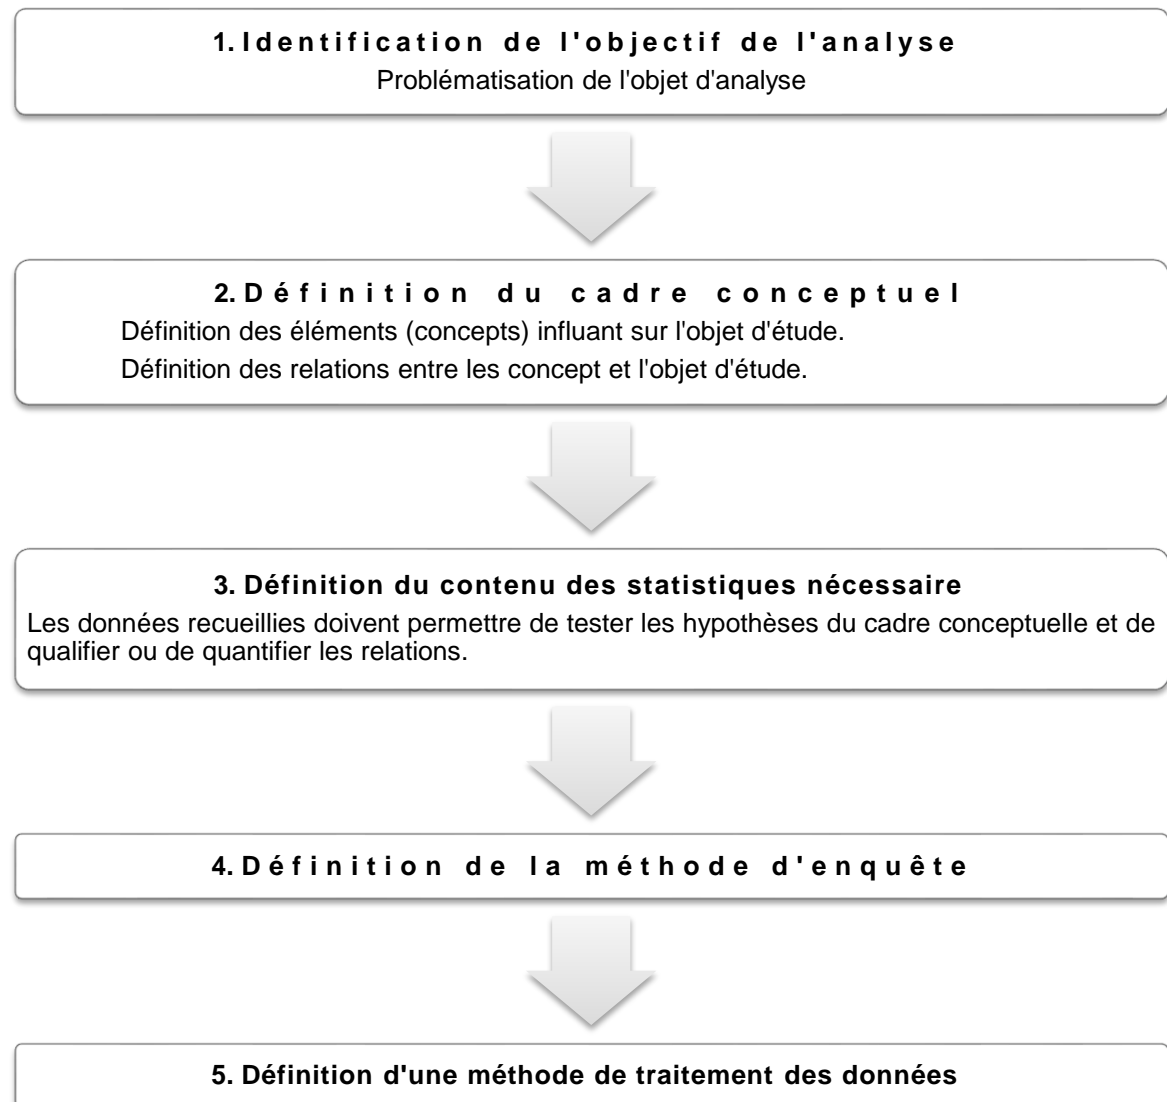 1. Identification de l'objectif de l'analyse
Problématisation de l'objet d'analyse
2. Définition du cadre conceptuel
Définition des éléments (concepts) influant sur l'objet d'étude.
Définition des relations entre les concept et l'objet d'étude.
3. Définition du contenu des statistiques nécessaire
Les données recueillies doivent permettre de tester les hypothèses du cadre conceptuelle et de
qualifier ou de quantifier les relations.
4. Définition de la méthode d'enquête
5. Définition d'une méthode de traitement des données